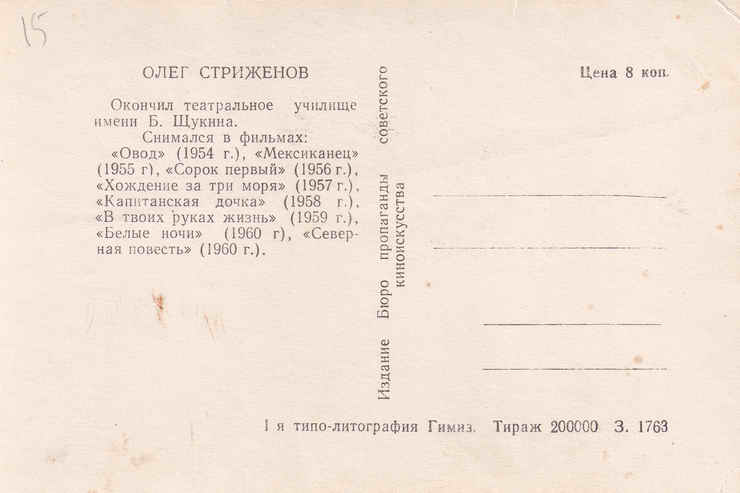 15
ОЛЕГ СТРИЖЕНОВ
Цена 8 коп.
Окончил театральное училище
имени Б. Щукина.
Снимался в фильмах:
«Овод» (1954 г.), «Мексиканец»
(1955 г), «Сорок первый» (1956 г.),
«Хождение за три моря» (1957 г.),
«Капитанская дочка» (1958 г.),
«В твоих руках жизнь» (1959 г.),
«Белые ночи» (1960 г), «Север-
ная повесть» (1960 г.).
Издание Бюро пропаганды советского
киноискусства
1 я типо-литография Гимиз. Тираж 200000 З. 1763